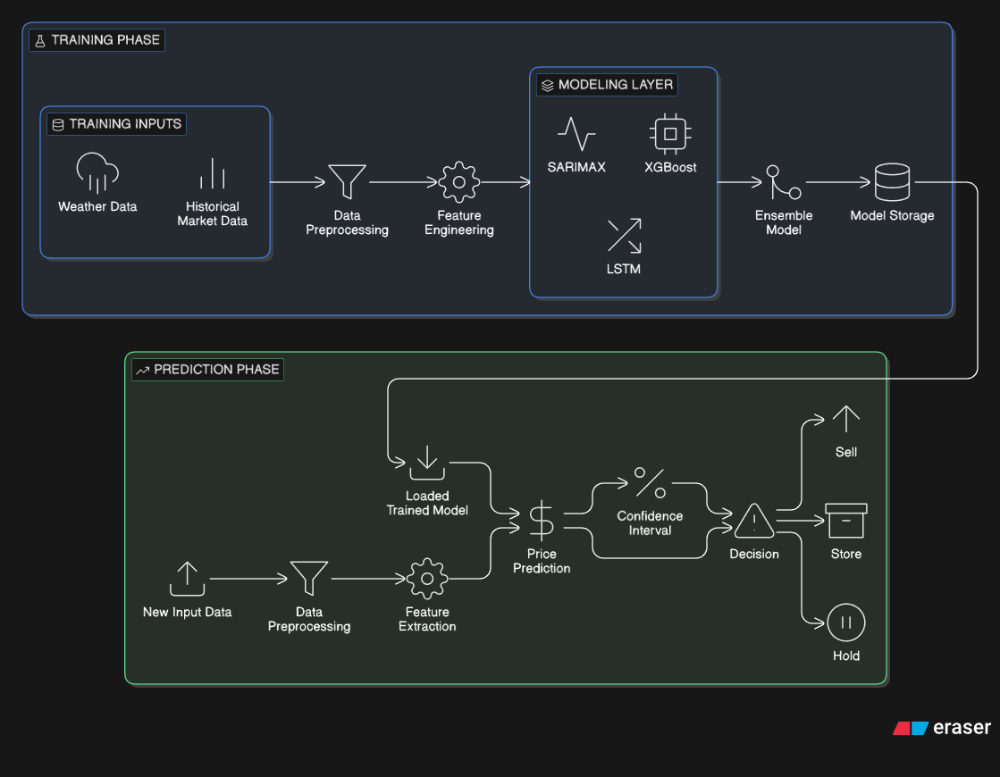 TRAINING PHASE
MODELING LAYER
TRAINING INPUTS
SARIMAX
XGBoost
Weather Data
Historical
Market Data
Data
Preprocessing
Feature
Engineering
LSTM
Ensemble
Model
Model Storage
PREDICTION PHASE
Loaded
Trained Model
New Input Data
Data
Preprocessing
Feature
Extraction
Price
Prediction
Confidence
Interval
Decision
Sell
Store
Hold
eraser